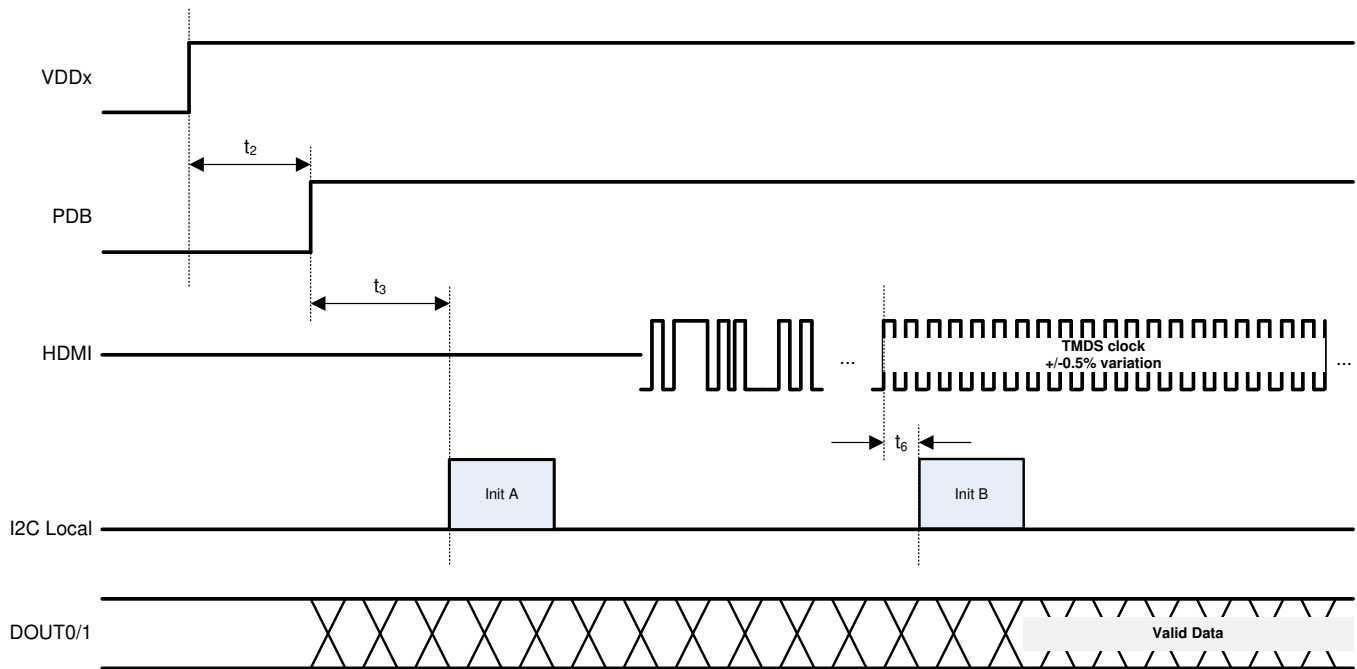 VDDx
t2
PDB
t3
HDMI
...
TMDS clock
+/-0.5% variation
...
t6
Init A
Init B
I2C Local
DOUT0/1
Valid Data